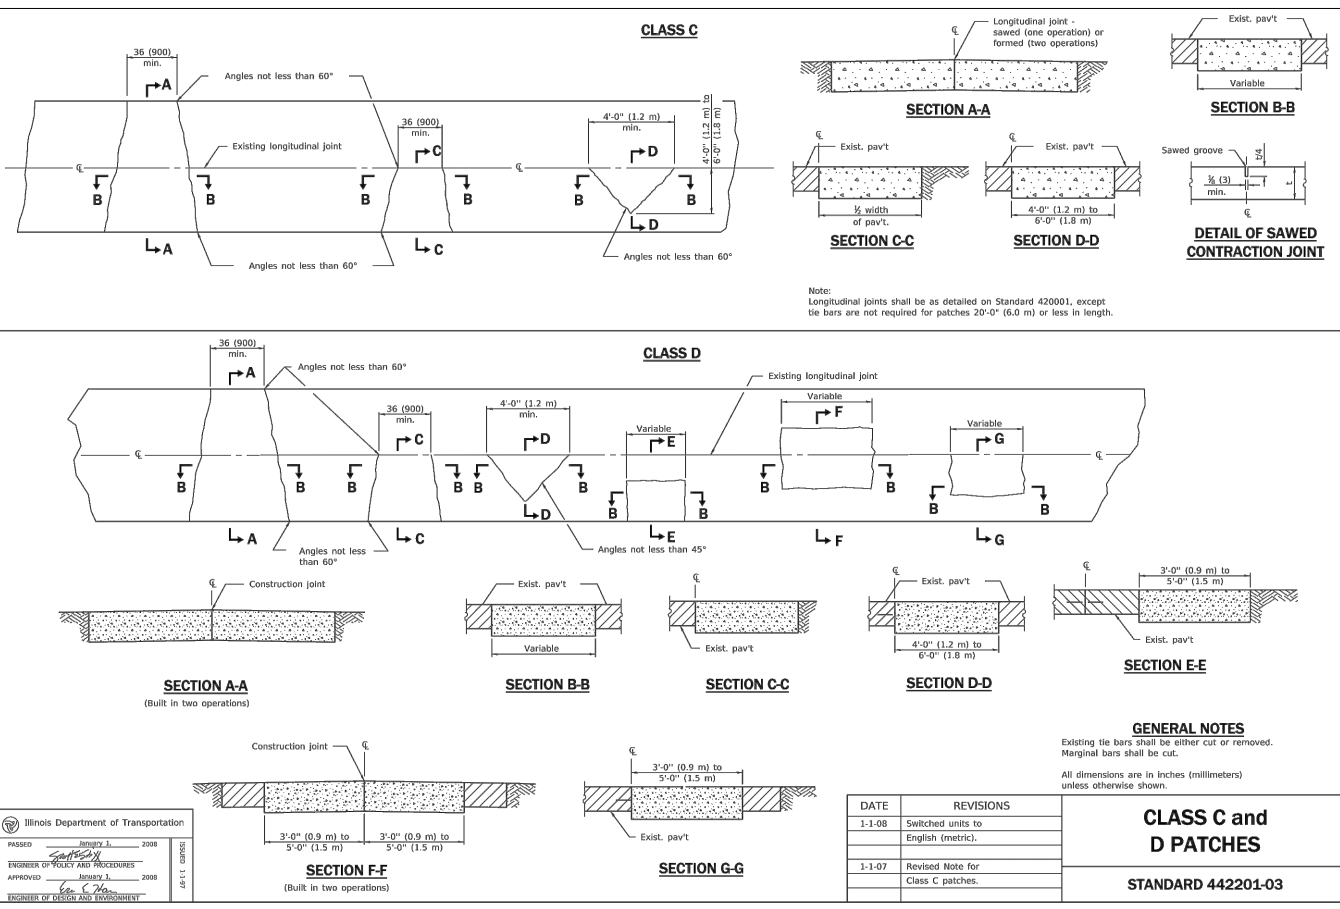 CLASS C
36 (900)
min.
A
Angles not less than 60°
Existing longitudinal joint
36 (900)
min.
C
4'-0" (1.2 m)
min.
D
4'-0" (1.2 m) to
6'-0" (1.8 m)
℄
℄
B
B
B
B
B
B
A
C
D
Angles not less than 60°
Angles not less than 60°
Longitudinal joint -
sawed (one operation) or
formed (two operations)
℄
SECTION A-A
Exist. pav't
Variable
SECTION B-B
℄
Exist. pav't
½ width
of pav't.
SECTION C-C
℄
Exist. pav't
4'-0" (1.2 m) to
6'-0" (1.8 m)
SECTION D-D
Sawed groove
t/4
⅛ (3)
min.
t
℄
DETAIL OF SAWED
CONTRACTION JOINT
Note:
Longitudinal joints shall be as detailed on Standard 420001, except
tie bars are not required for patches 20'-0" (6.0 m) or less in length.
CLASS D
36 (900)
min.
A
Angles not less than 60°
36 (900)
min.
C
4'-0" (1.2 m)
min.
D
Variable
E
Existing longitudinal joint
Variable
F
Variable
G
℄
℄
B
B
B
B
B
B
B
B
B
B
B
B
A
C
D
E
F
G
Angles not less
than 60°
Angles not less than 45°
℄
Construction joint
SECTION A-A
(Built in two operations)
Exist. pav't
Variable
SECTION B-B
℄
Exist. pav't
SECTION C-C
℄
Exist. pav't
4'-0" (1.2 m) to
6'-0" (1.8 m)
SECTION D-D
℄
3'-0" (0.9 m) to
5'-0" (1.5 m)
Exist. pav't
SECTION E-E
Construction joint
℄
3'-0" (0.9 m) to
5'-0" (1.5 m)
3'-0" (0.9 m) to
5'-0" (1.5 m)
SECTION F-F
(Built in two operations)
℄
3'-0" (0.9 m) to
5'-0" (1.5 m)
Exist. pav't
SECTION G-G
GENERAL NOTES
Existing tie bars shall be either cut or removed.
Marginal bars shall be cut.
All dimensions are in inches (millimeters)
unless otherwise shown.
Illinois Department of Transportation
PASSED January 1, 2008
ENGINEER OF POLICY AND PROCEDURES
APPROVED January 1, 2008
ENGINEER OF DESIGN AND ENVIRONMENT
ISSUED 1-1-97
DATE REVISIONS
1-1-08 Switched units to
English (metric).
1-1-07 Revised Note for
Class C patches.
CLASS C and
D PATCHES
STANDARD 442201-03